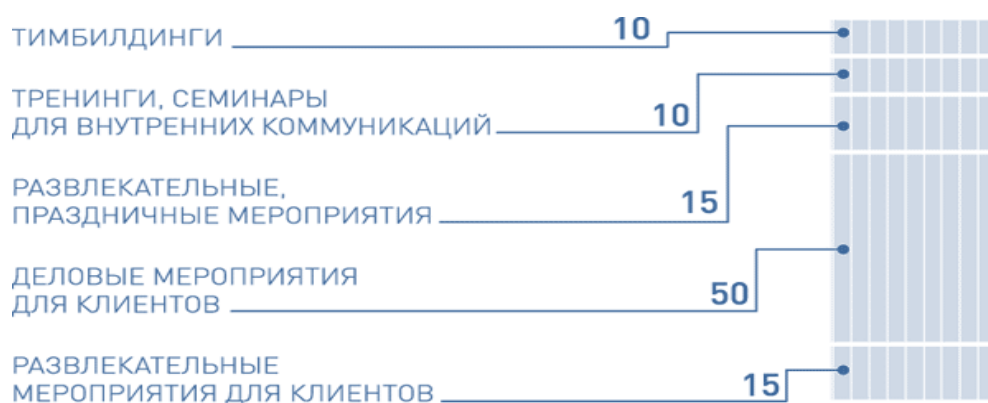 ТИМБИЛДИНГИ 10
ТРЕНИНГИ, СЕМИНАРЫ
ДЛЯ ВНУТРЕННИХ КОММУНИКАЦИЙ 10
РАЗВЛЕКАТЕЛЬНЫЕ,
ПРАЗДНИЧНЫЕ МЕРОПРИЯТИЯ 15
ДЕЛОВЫЕ МЕРОПРИЯТИЯ
ДЛЯ КЛИЕНТОВ 50
РАЗВЛЕКАТЕЛЬНЫЕ
МЕРОПРИЯТИЯ ДЛЯ КЛИЕНТОВ 15